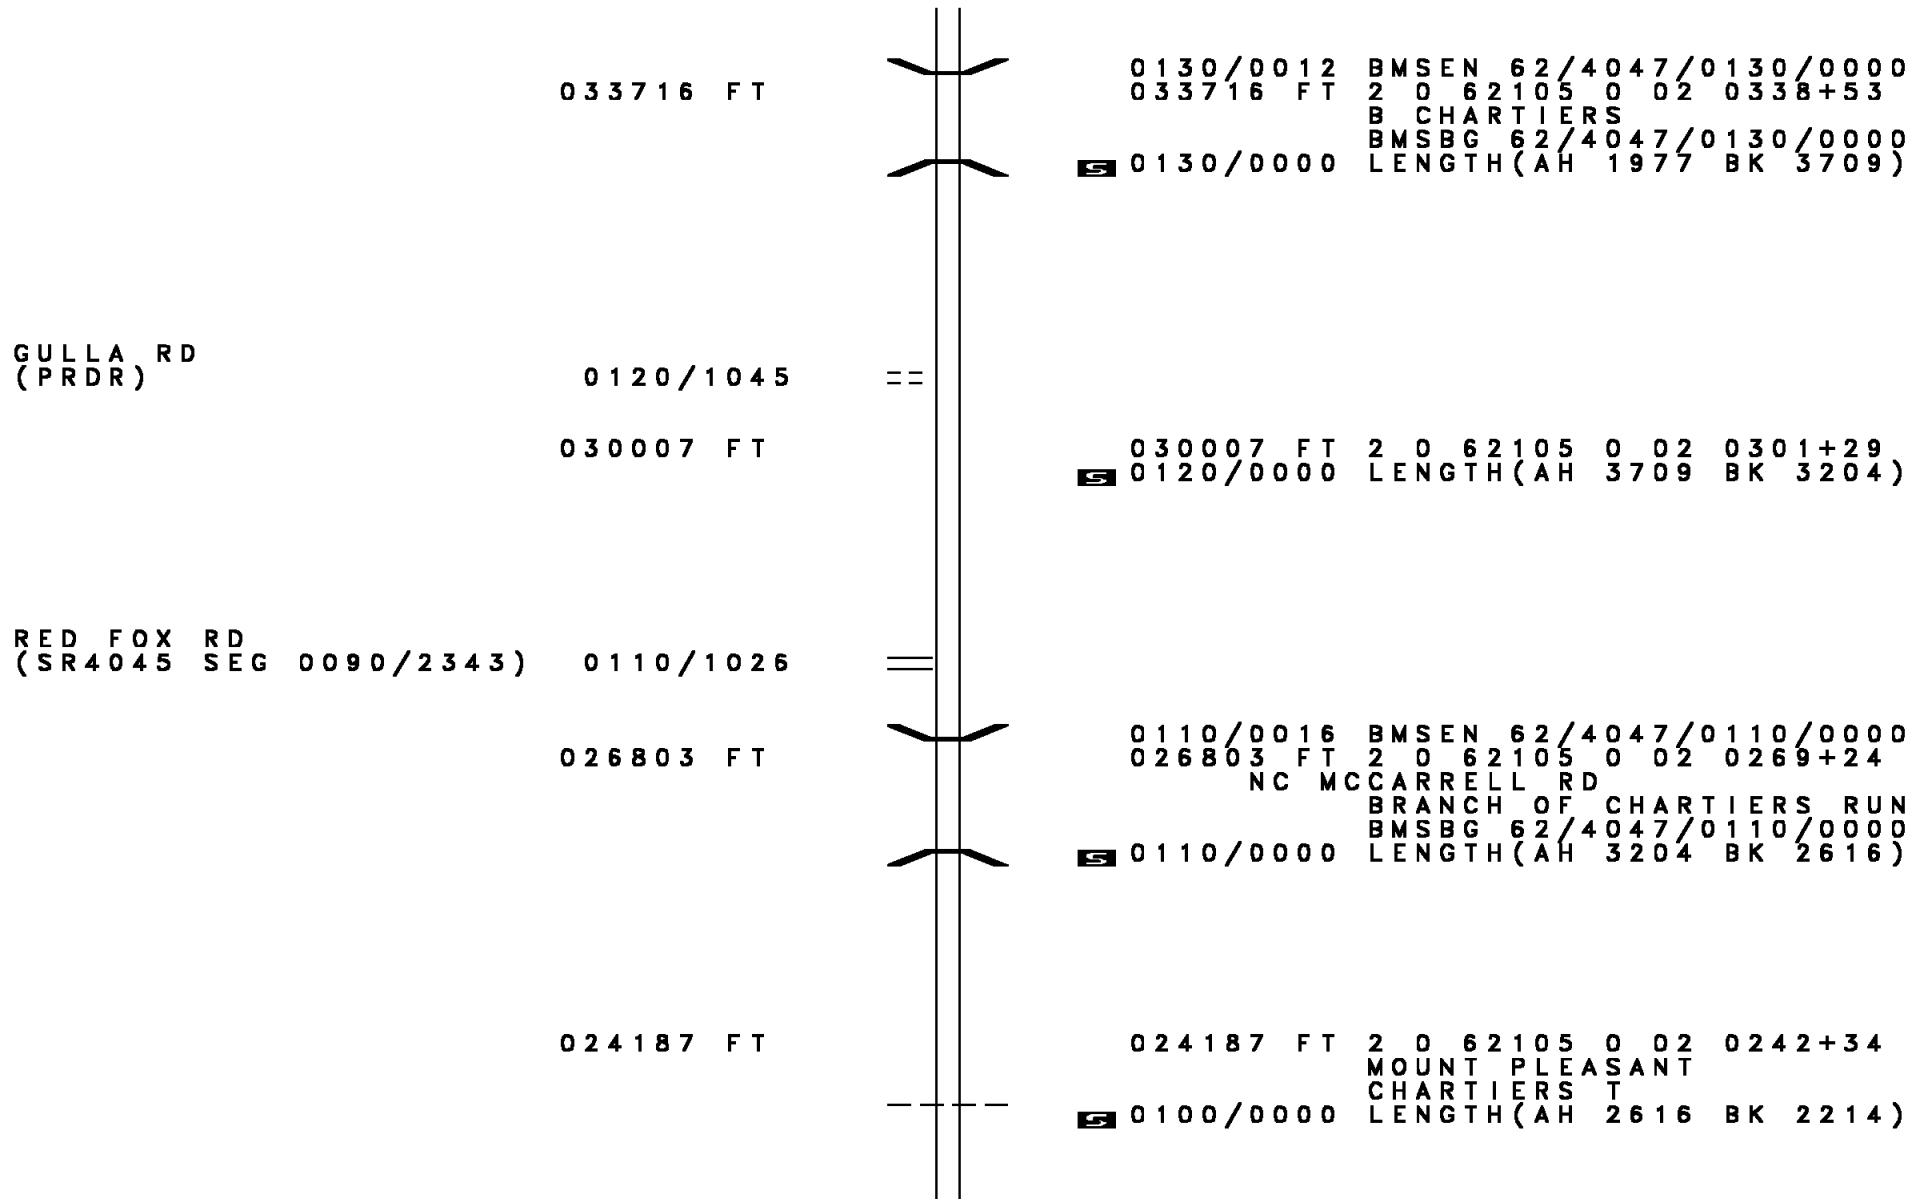 0130/0012 BMSEN 62/4047/0130/0000
033716 FT 033716 FT 2 0 62105 0 02 0338+53
B CHARTIERS
BMSBG 62/4047/0130/0000
S 0130/0000 LENGTH(AH 1977 BK 3709)
GULLA RD
(PRDR) 0120/1045
030007 FT 030007 FT 2 0 62105 0 02 0301+29
S 0120/0000 LENGTH(AH 3709 BK 3204)
RED FOX RD
(SR4045 SEG 0090/2343) 0110/1026
0110/0016 BMSEN 62/4047/0110/0000
026803 FT 026803 FT 2 0 62105 0 02 0269+24
NC MCCARRELL RD
BRANCH OF CHARTIERS RUN
BMSBG 62/4047/0110/0000
S 0110/0000 LENGTH(AH 3204 BK 2616)
024187 FT 024187 FT 2 0 62105 0 02 0242+34
MOUNT PLEASANT
CHARTIERS T
S 0100/0000 LENGTH(AH 2616 BK 2214)